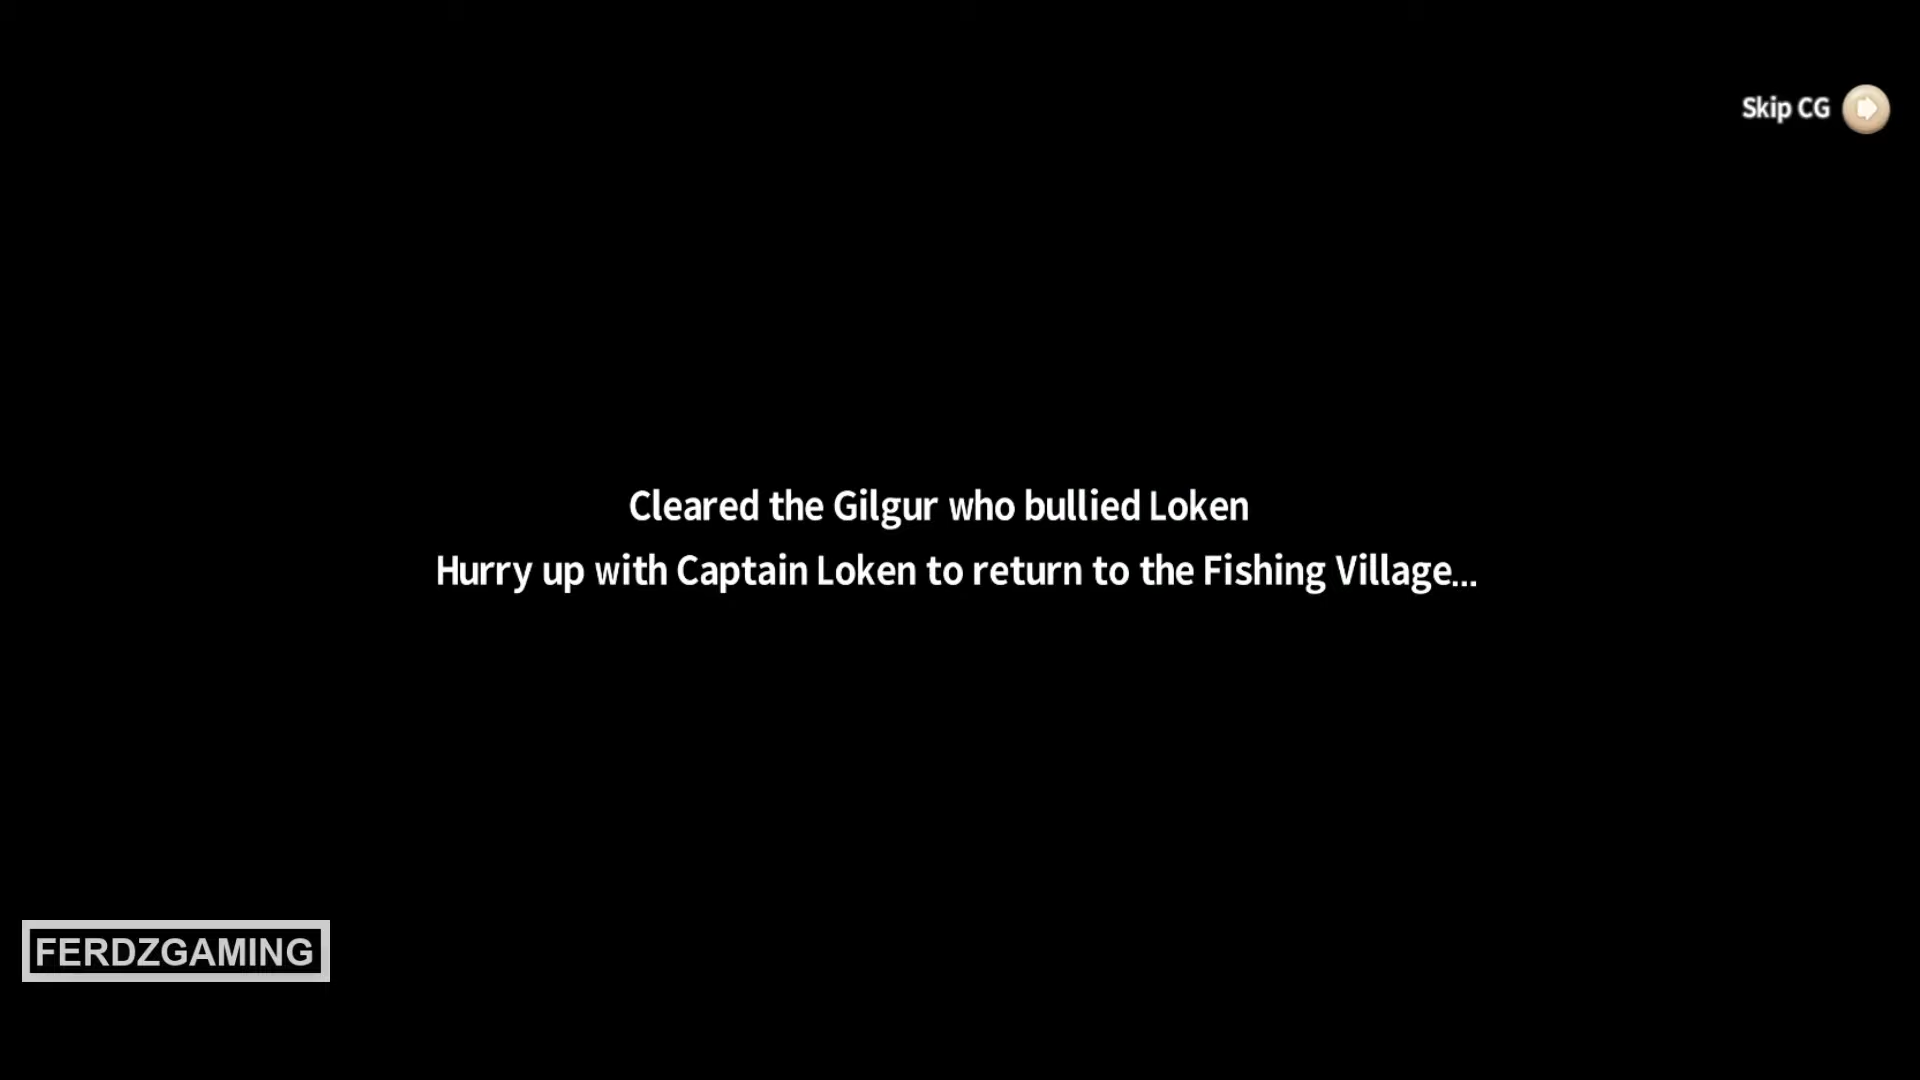 Skip CG
Cleared the Gilgur who bullied Loken
Hurry up with Captain Loken to return to the Fishing Village...
FERDZGAMING